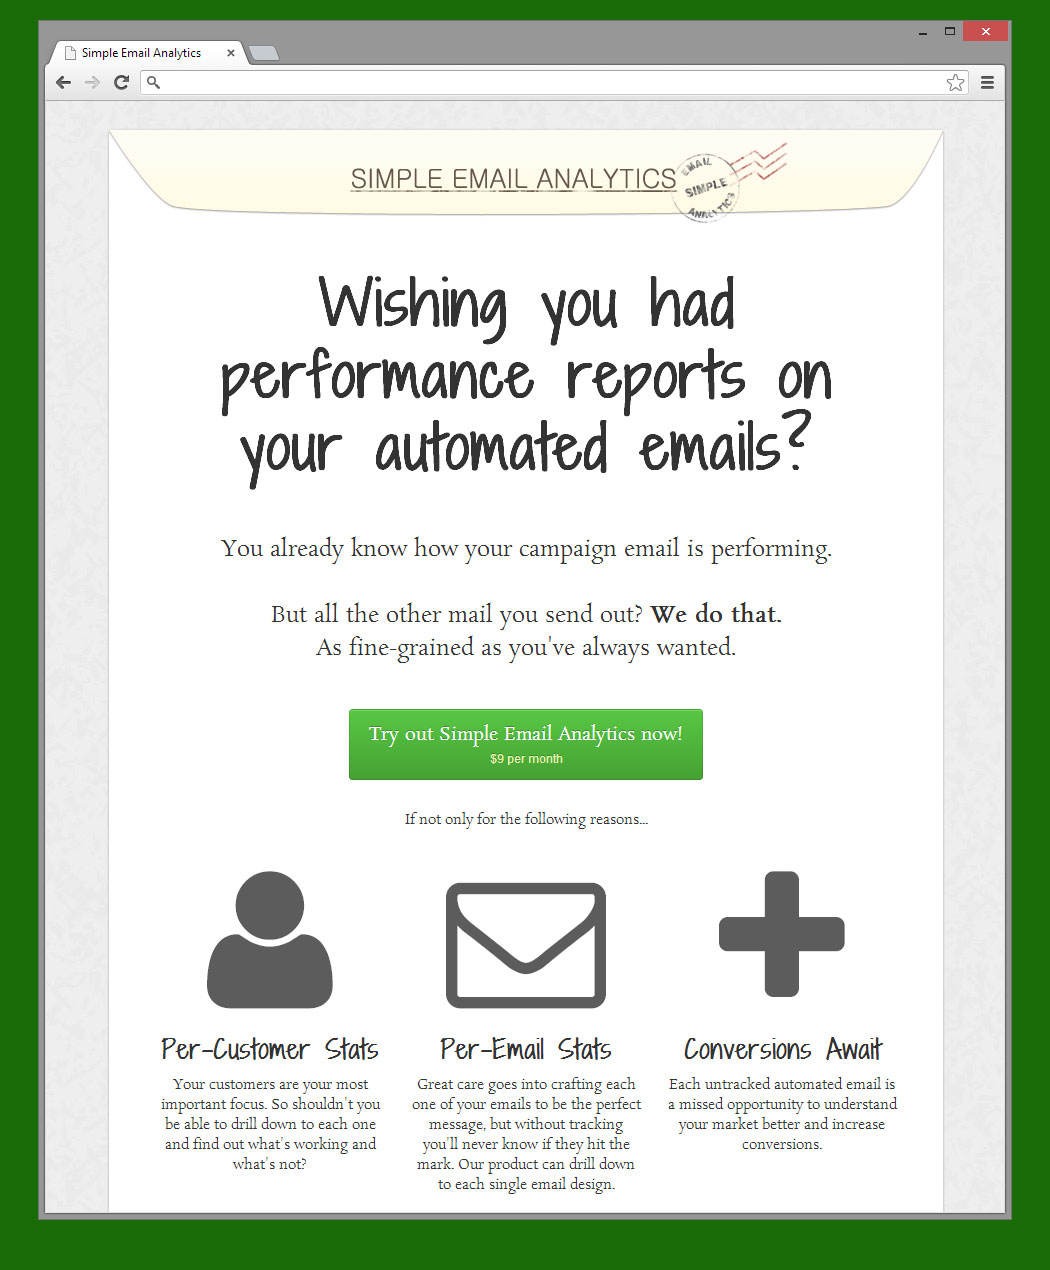 Simple Email Analytics
SIMPLE EMAIL ANALYTICS
EMAIL
SIMPLE
ANALYTICS
Wishing you had
performance reports on
your automated emails?
You already know how your campaign email is performing.
But all the other mail you send out? We do that.
As fine-grained as you've always wanted.
Try out Simple Email Analytics now!
$9 per month
If not only for the following reasons...
Per-Customer Stats
Your customers are your most
important focus. So shouldn't you
be able to drill down to each one
and find out what's working and
what's not?
Per-Email Stats
Great care goes into crafting each
one of your emails to be the perfect
message, but without tracking
you'll never know if they hit the
mark. Our product can drill down
to each single email design.
Conversions Await
Each untracked automated email is
a missed opportunity to understand
your market better and increase
conversions.